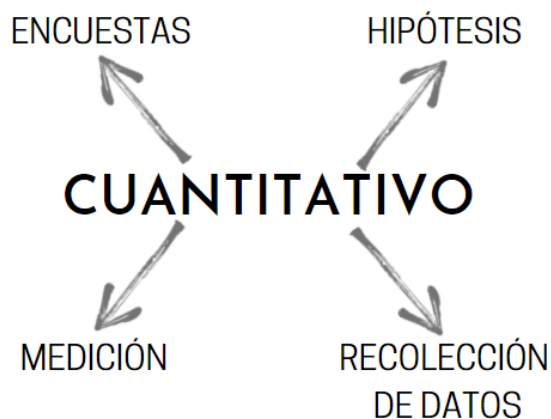 ENCUESTAS
HIPÓTESIS
CUANTITATIVO
MEDICIÓN
RECOLECCIÓN
DE DATOS